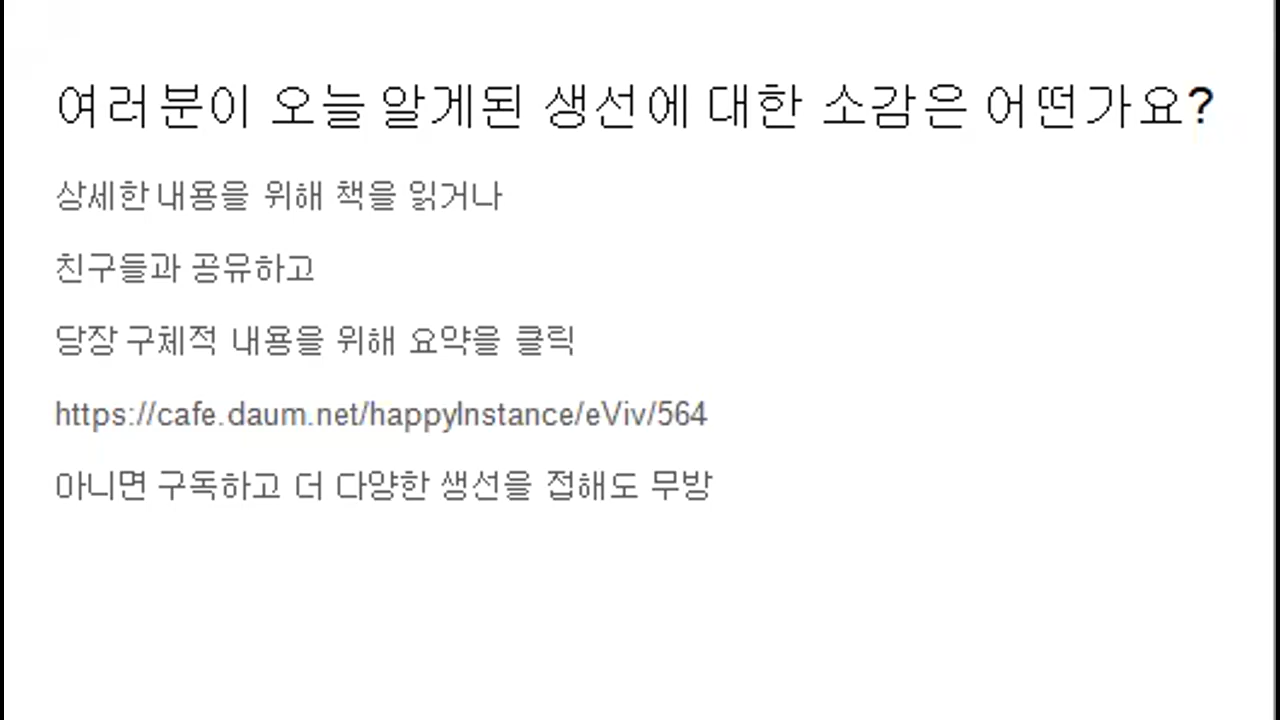 여러분이 오늘 알게된 생선에 대한 소감은 어떤가요?
상세한 내용을 위해 책을 읽거나
친구들과 공유하고
당장 구체적 내용을 위해 요약을 클릭
https://cafe.daum.net/happyInstance/eViv/564
아니면 구독하고 더 다양한 생선을 접해도 무방